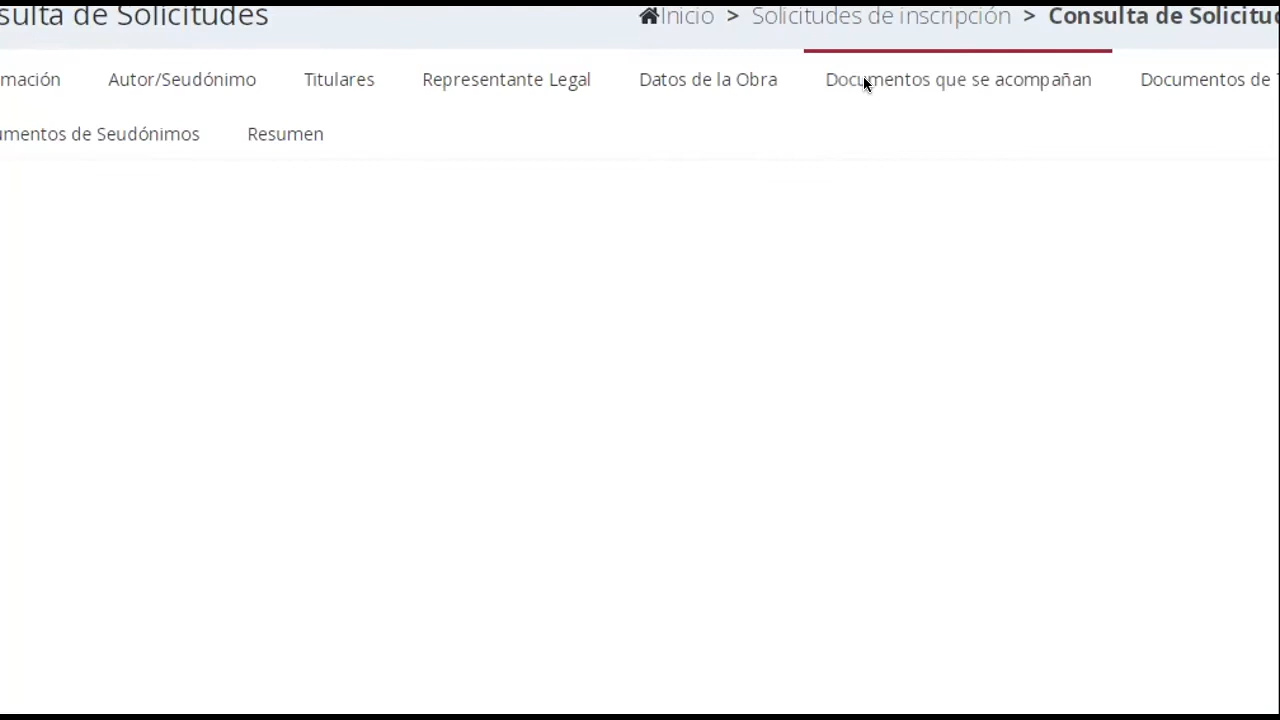 sulta de Solicitudes
Inicio > Solicitudes de inscripción > Consulta de Solicitud
mación Autor/Seudónimo Titulares Representante Legal Datos de la Obra Documentos que se acompañan Documentos de
umentos de Seudónimos Resumen